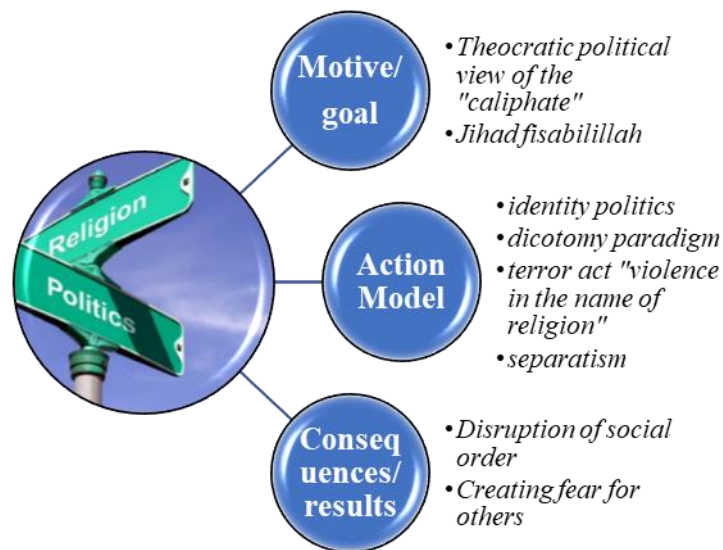 Motive/
goal
• Theocratic political
view of the
"caliphate"
• Jihad fisabilillah
Religion
Politics
Action
Model
• identity politics
• dicotomy paradigm
• terror act "violence
in the name of
religion"
• separatism
Conseq
uences/
results
• Disruption of social
order
• Creating fear for
others